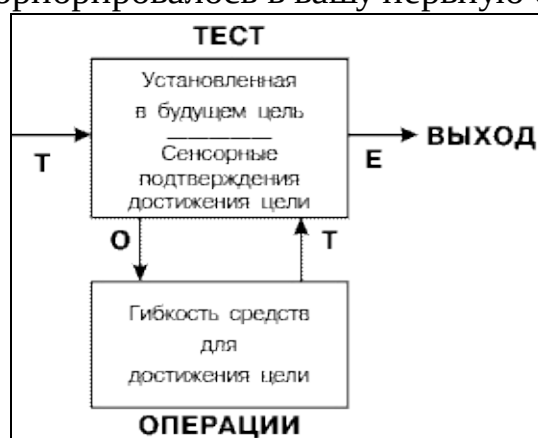 ТЕСТ
Установленная
в будущем цель
Сенсорные
подтверждения
достижения цели
Т
Е
ВЫХОД
О
Т
Гибкость средств
для
достижения цели
ОПЕРАЦИИ